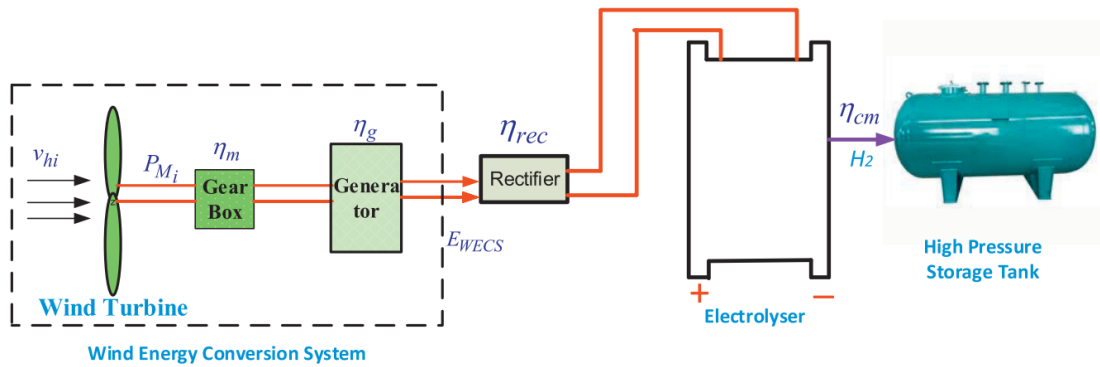 v_hi
P_Mi
η_m
Gear
Box
η_g
Genera
tor
E_WECS
η_rec
Rectifier
+
−
Electrolyser
η_cm
H_2
High Pressure
Storage Tank
Wind Turbine
Wind Energy Conversion System